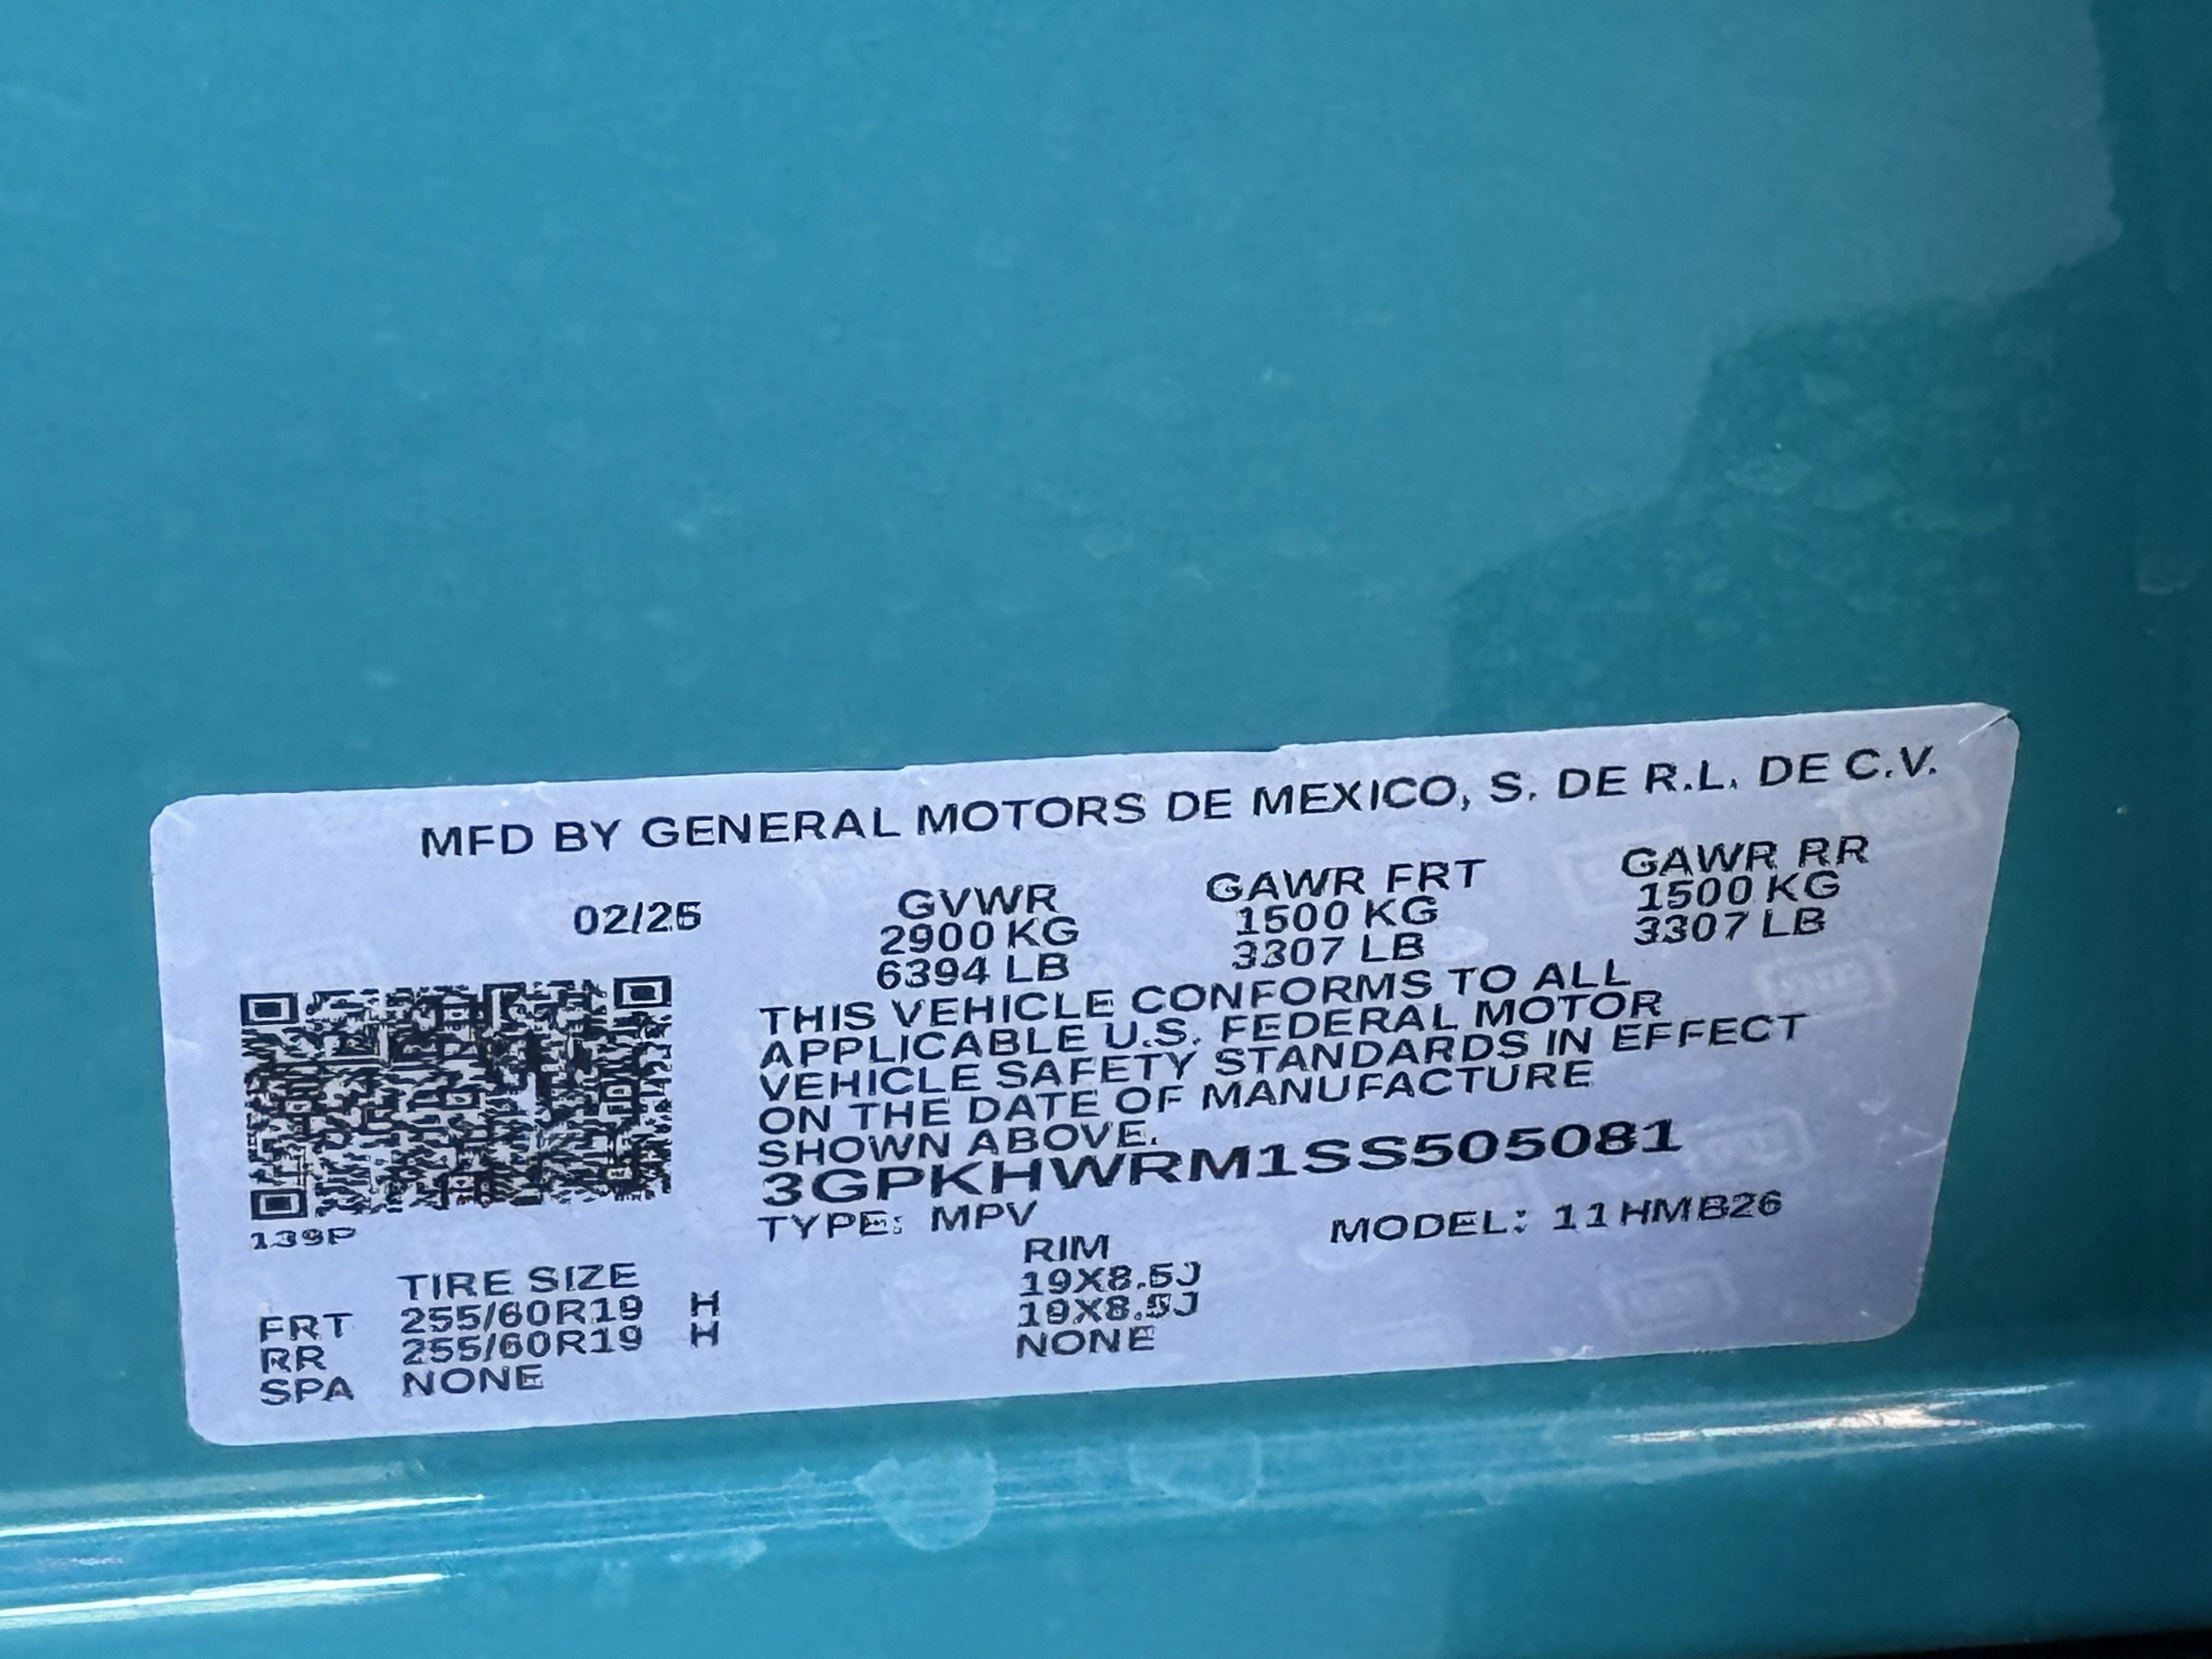 MFD BY GENERAL MOTORS DE MEXICO, S. DE R.L. DE C.V.
02/25
GVWR
2900 KG
6394 LB
GAWR FRT
1500 KG
3307 LB
GAWR RR
1500 KG
3307 LB
THIS VEHICLE CONFORMS TO ALL
APPLICABLE U.S. FEDERAL MOTOR
VEHICLE SAFETY STANDARDS IN EFFECT
ON THE DATE OF MANUFACTURE
SHOWN ABOVE.
3GPKHWRM1SS505081
TYPE: MPV
MODEL: 11HMB26
139P
TIRE SIZE
RIM
FRT 255/60R19 H 19X8.5J
RR 255/60R19 H 19X8.5J
SPA NONE NONE